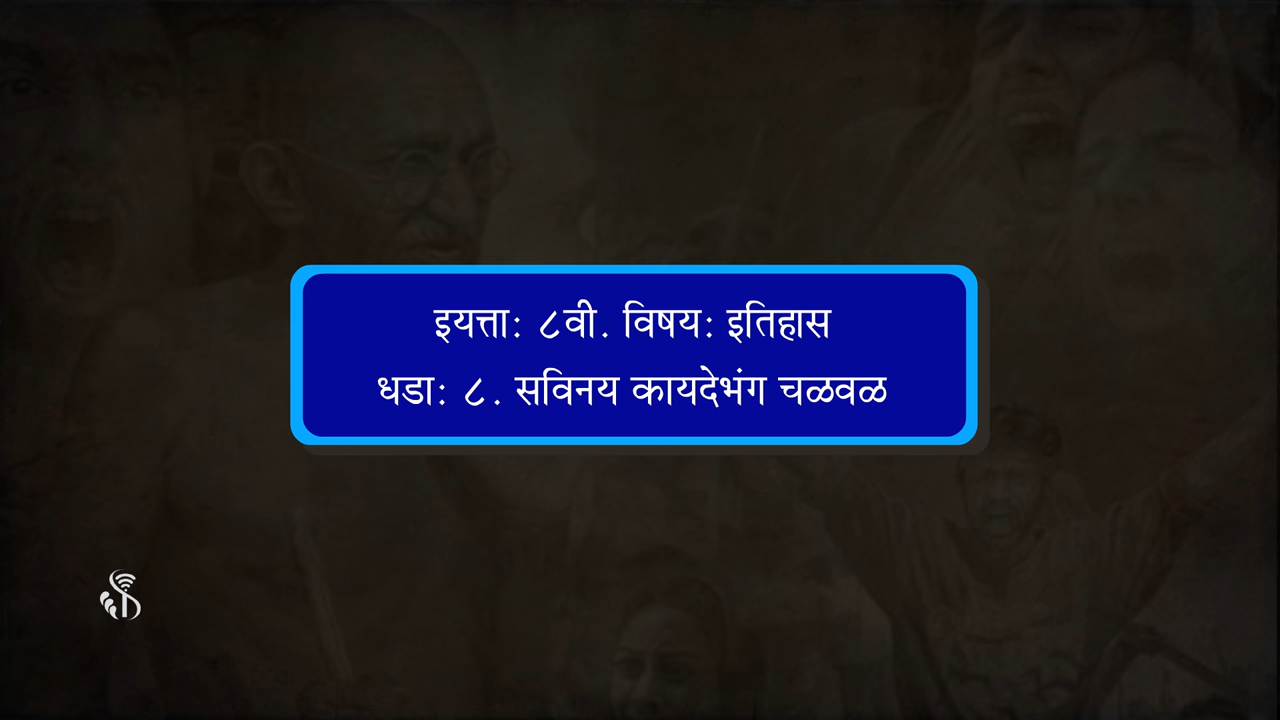 इयत्ताः ८वी. विषयः इतिहास
धडाः ८. सविनय कायदेभंग चळवळ